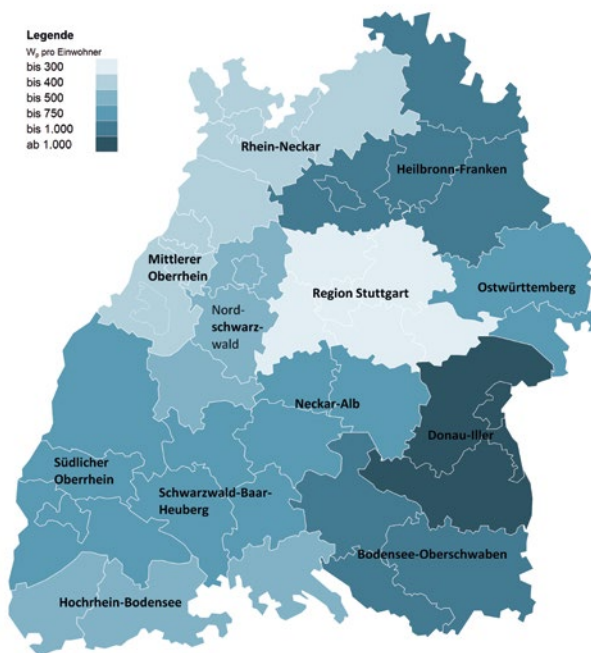 Legende
Wp pro Einwohner
bis 300
bis 400
bis 500
bis 750
bis 1.000
ab 1.000
Rhein-Neckar
Heilbronn-Franken
Mittlerer
Oberrhein
Region Stuttgart
Ostwürttemberg
Nord-
schwarz-
wald
Neckar-Alb
Donau-Iller
Südlicher
Oberrhein
Schwarzwald-Baar-
Heuberg
Bodensee-Oberschwaben
Hochrhein-Bodensee